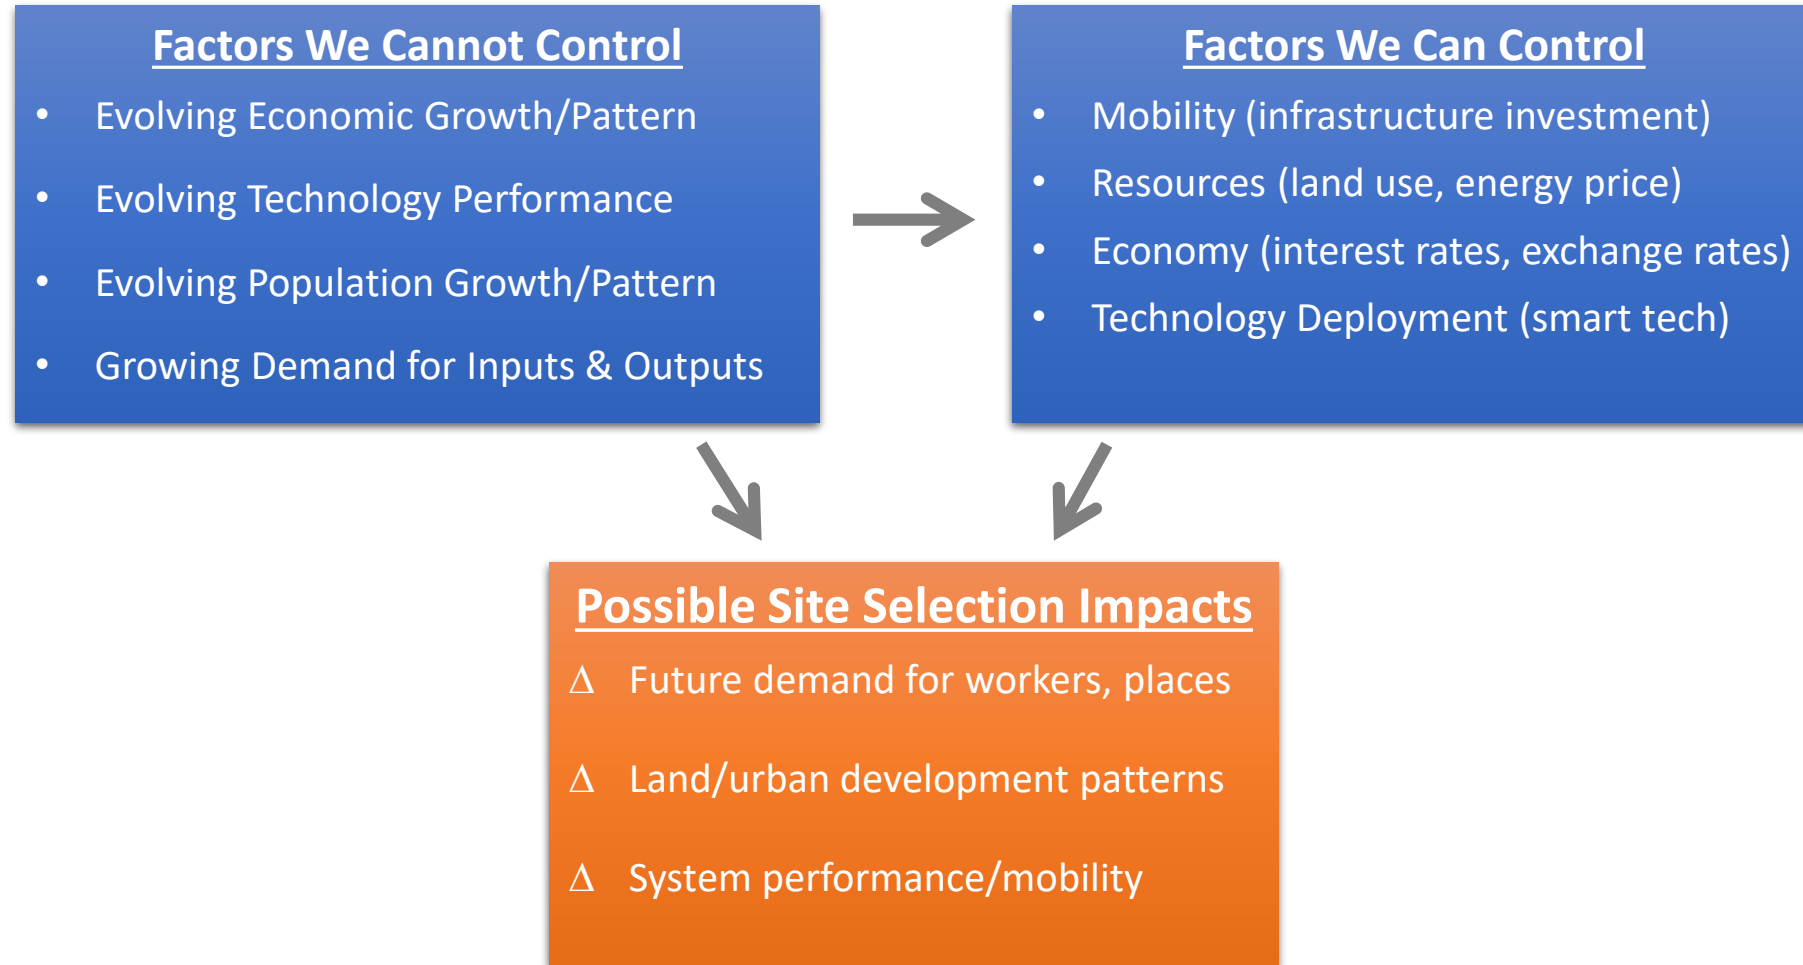 Factors We Cannot Control
• Evolving Economic Growth/Pattern
• Evolving Technology Performance
• Evolving Population Growth/Pattern
• Growing Demand for Inputs & Outputs
Factors We Can Control
• Mobility (infrastructure investment)
• Resources (land use, energy price)
• Economy (interest rates, exchange rates)
• Technology Deployment (smart tech)
Possible Site Selection Impacts
Δ Future demand for workers, places
Δ Land/urban development patterns
Δ System performance/mobility